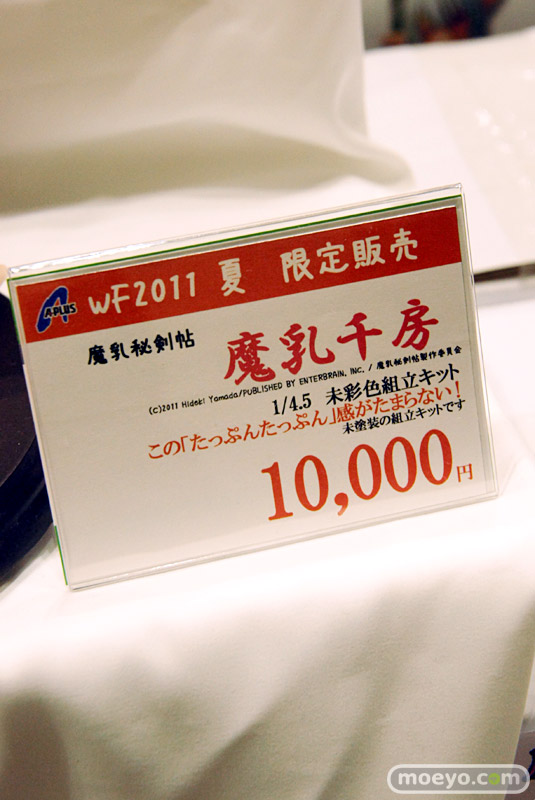 A-PLUS
WF2011 夏 限定販売
魔乳秘剣帖
魔乳千房
(C)2011 Hideki Yamada/PUBLISHED BY ENTERBRAIN, INC. / 魔乳秘剣帖製作委員会
1/4.5 未彩色組立キット
この「たっぷんたっぷん」感がたまらない!
未塗装の組立キットです
10,000円
moeyo.com